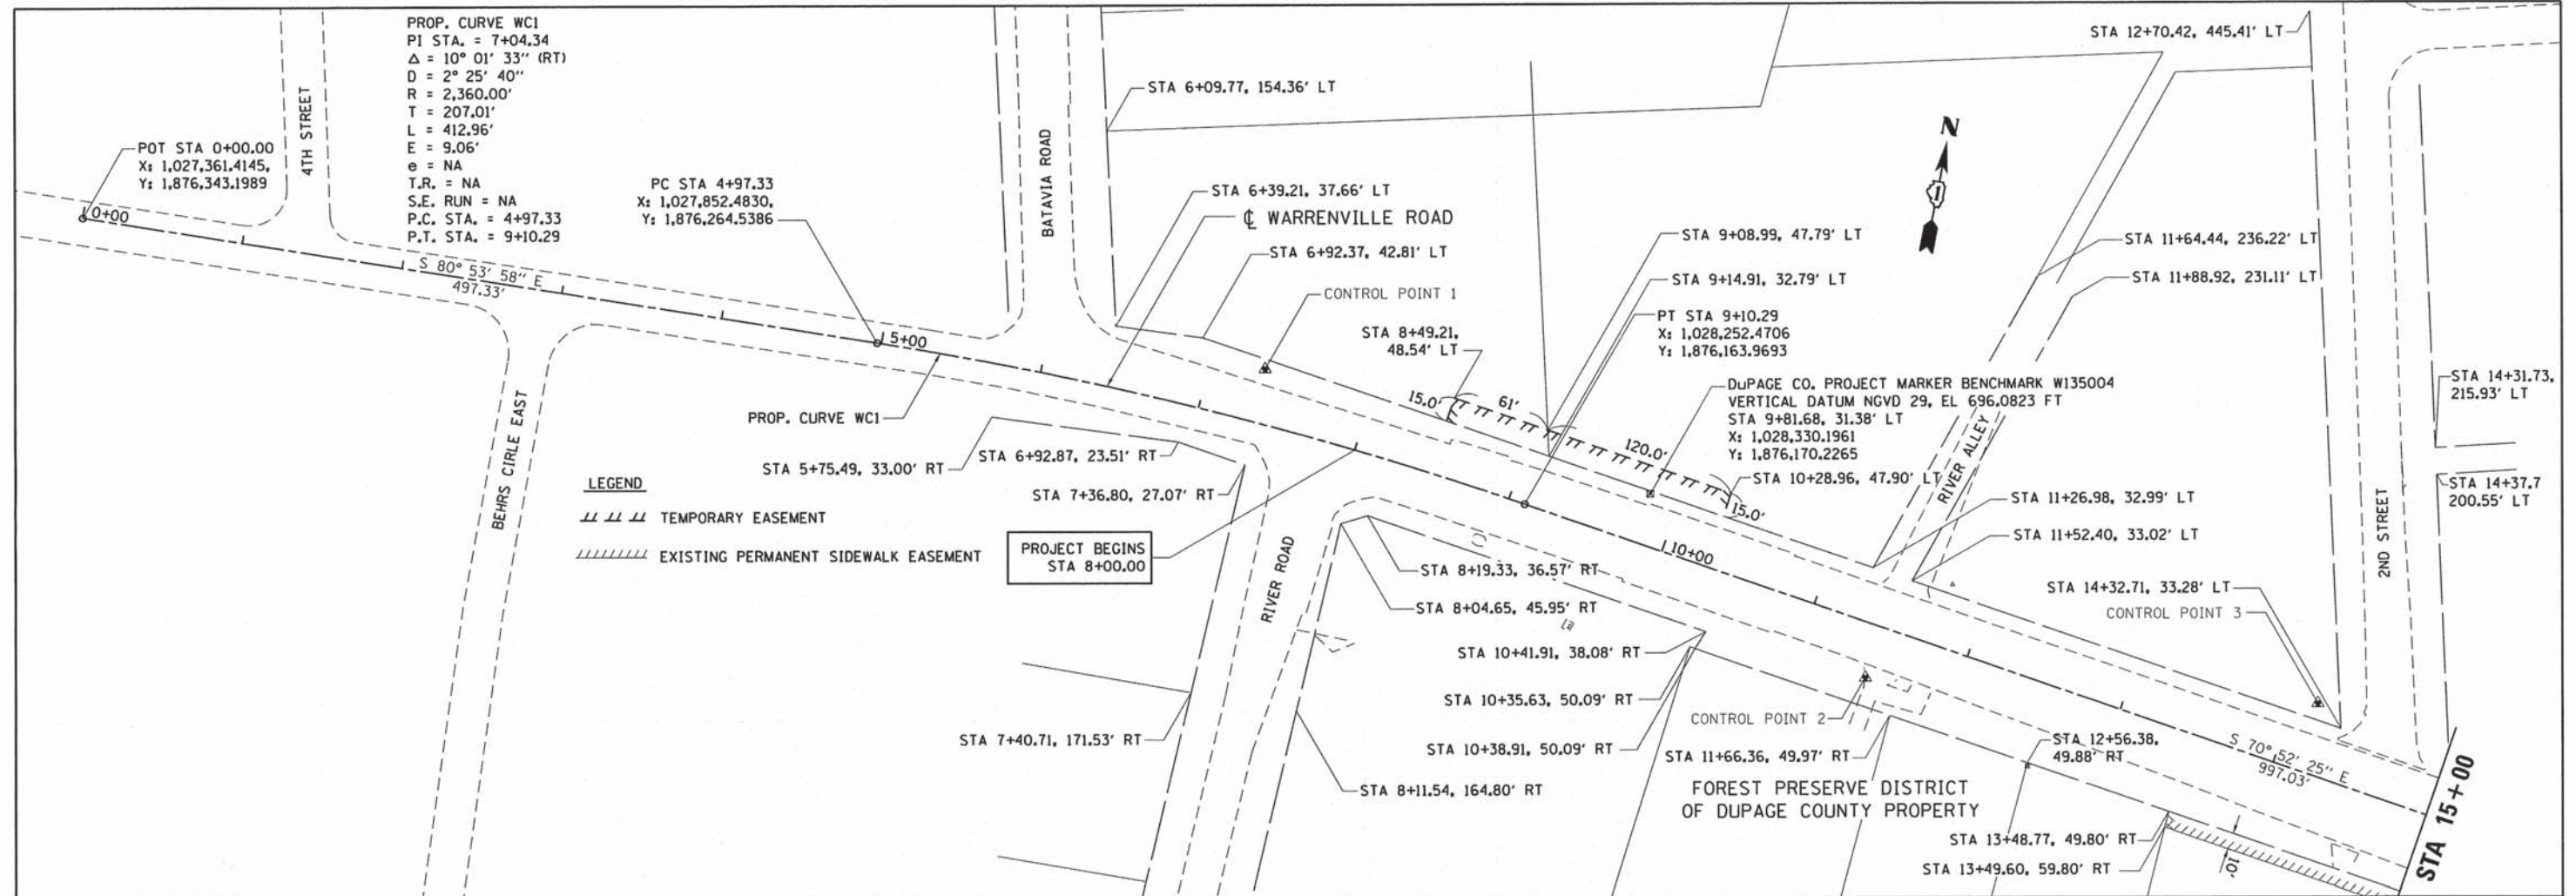 PROP. CURVE WC1
PI STA. = 7+04.34
Δ = 10° 01' 33" (RT)
D = 2° 25' 40"
R = 2,360.00'
T = 207.01'
L = 412.96'
E = 9.06'
e = NA
T.R. = NA
S.E. RUN = NA
P.C. STA. = 4+97.33
P.T. STA. = 9+10.29
4TH STREET
POT STA 0+00.00
X: 1,027,361.4145,
Y: 1,876,343.1989
0+00
S 80° 53' 58" E
497.33'
PC STA 4+97.33
X: 1,027,852.4830,
Y: 1,876,264.5386
5+00
BATAVIA ROAD
STA 6+09.77, 154.36' LT
STA 6+39.21, 37.66' LT
℄ WARRENVILLE ROAD
STA 6+92.37, 42.81' LT
CONTROL POINT 1
STA 8+49.21,
48.54' LT
15.0'
61'
120.0'
15.0'
STA 9+08.99, 47.79' LT
STA 9+14.91, 32.79' LT
PT STA 9+10.29
X: 1,028,252.4706
Y: 1,876,163.9693
DuPAGE CO. PROJECT MARKER BENCHMARK W135004
VERTICAL DATUM NGVD 29, EL 696.0823 FT
STA 9+81.68, 31.38' LT
X: 1,028,330.1961
Y: 1,876,170.2265
STA 10+28.96, 47.90' LT
RIVER ALLEY
N
STA 12+70.42, 445.41' LT
STA 11+64.44, 236.22' LT
STA 11+88.92, 231.11' LT
STA 14+31.73,
215.93' LT
STA 14+37.7
200.55' LT
2ND STREET
STA 11+26.98, 32.99' LT
STA 11+52.40, 33.02' LT
STA 14+32.71, 33.28' LT
CONTROL POINT 3
PROP. CURVE WC1
BEHRS CIRLE EAST
STA 5+75.49, 33.00' RT
STA 6+92.87, 23.51' RT
STA 7+36.80, 27.07' RT
LEGEND
TEMPORARY EASEMENT
EXISTING PERMANENT SIDEWALK EASEMENT
PROJECT BEGINS
STA 8+00.00
RIVER ROAD
10+00
STA 8+19.33, 36.57' RT
STA 8+04.65, 45.95' RT
STA 10+41.91, 38.08' RT
STA 10+35.63, 50.09' RT
STA 10+38.91, 50.09' RT
STA 7+40.71, 171.53' RT
STA 8+11.54, 164.80' RT
CONTROL POINT 2
STA 11+66.36, 49.97' RT
STA 12+56.38,
49.88' RT
FOREST PRESERVE DISTRICT
OF DUPAGE COUNTY PROPERTY
S 70° 52' 25" E
997.03'
STA 13+48.77, 49.80' RT
STA 13+49.60, 59.80' RT
10'
STA 15+00